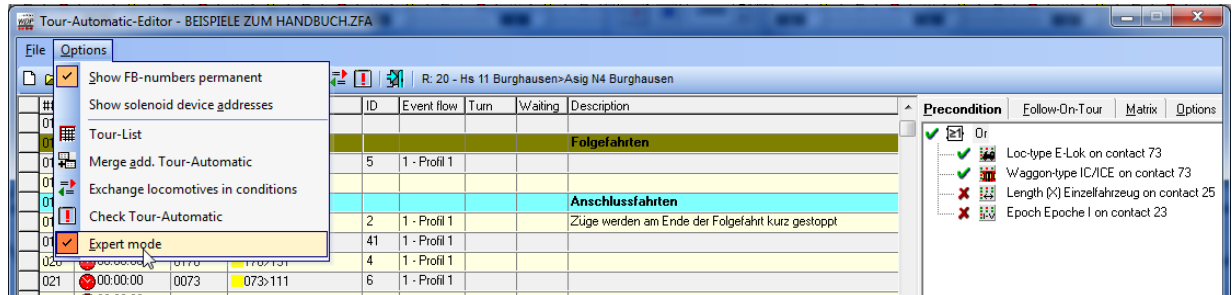 Tour-Automatic-Editor - BEISPIELE ZUM HANDBUCH.ZFA
File Options
R: 20 - Hs 11 Burghausen>Asig N4 Burghausen
Show FB-numbers permanent
Show solenoid device addresses
Tour-List
Merge add. Tour-Automatic
Exchange locomotives in conditions
Check Tour-Automatic
Expert mode
ID Event flow Turn Waiting Description
Folgefahrten
5 1 - Profil 1
Anschlussfahrten
2 1 - Profil 1 Züge werden am Ende der Folgefahrt kurz gestoppt
41 1 - Profil 1
4 1 - Profil 1
021 00:00:00 0073 073>111 6 1 - Profil 1
Precondition Follow-On-Tour Matrix Options
≥1 Or
Loc-type E-Lok on contact 73
Waggon-type IC/ICE on contact 73
Length (X) Einzelfahrzeug on contact 25
Epoch Epoche I on contact 23